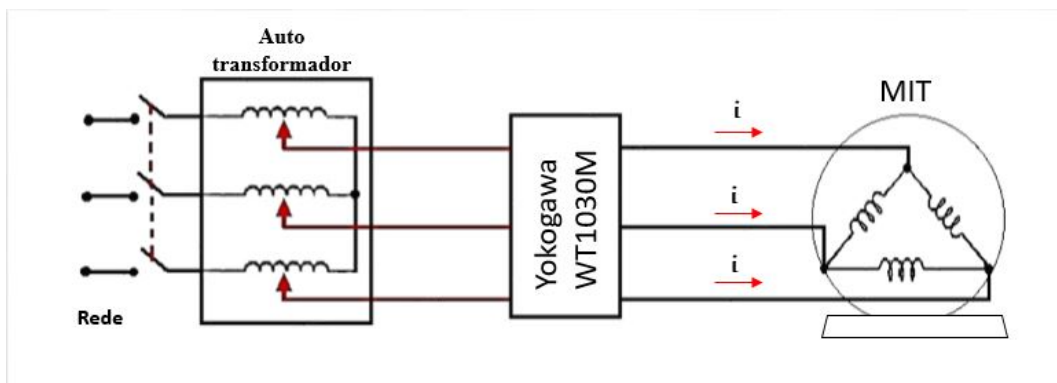 Auto
transformador
Rede
Yokogawa
WT1030M
i
i
i
MIT